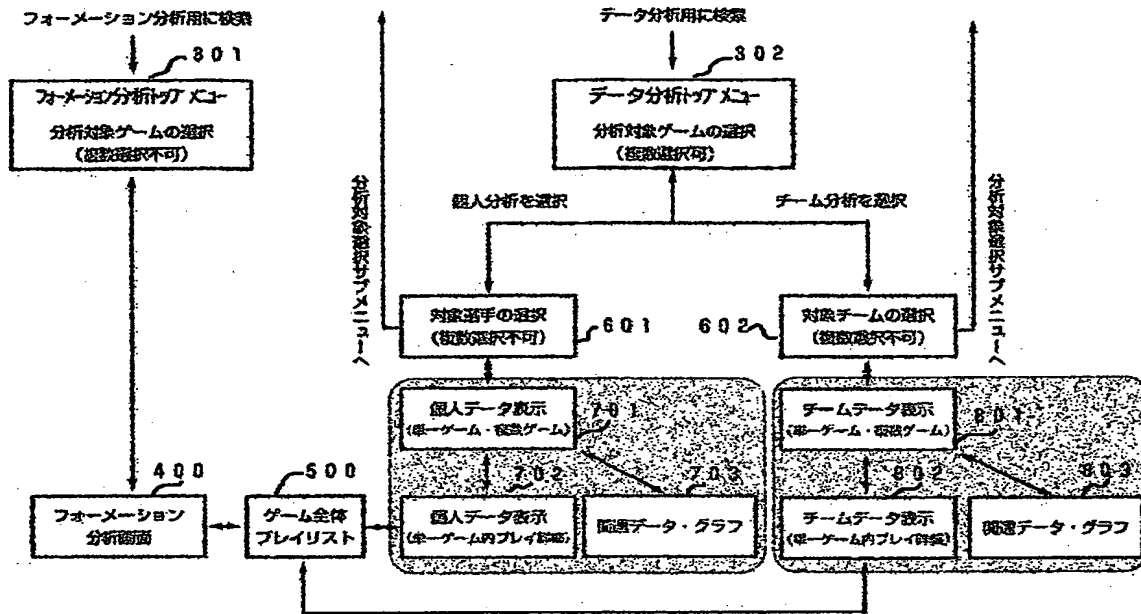 フォーメーション分析用に検索
データ分析用に検索
301
302
フォーメーション分析トップメニュー
分析対象ゲームの選択
(複数選択不可)
データ分析トップメニュー
分析対象ゲームの選択
(複数選択可)
個人分析を選択
チーム分析を選択
分析対象選択サブメニューへ
分析対象選択サブメニューへ
対象選手の選択
(複数選択不可)
601
602
対象チームの選択
(複数選択不可)
個人データ表示
(単一ゲーム・複数ゲーム)
701
チームデータ表示
(単一ゲーム・複数ゲーム)
801
400
500
702
703
802
803
フォーメーション
分析画面
ゲーム全体
プレイリスト
個人データ表示
(単一ゲーム内プレイ詳細)
関連データ・グラフ
チームデータ表示
(単一ゲーム内プレイ詳細)
関連データ・グラフ